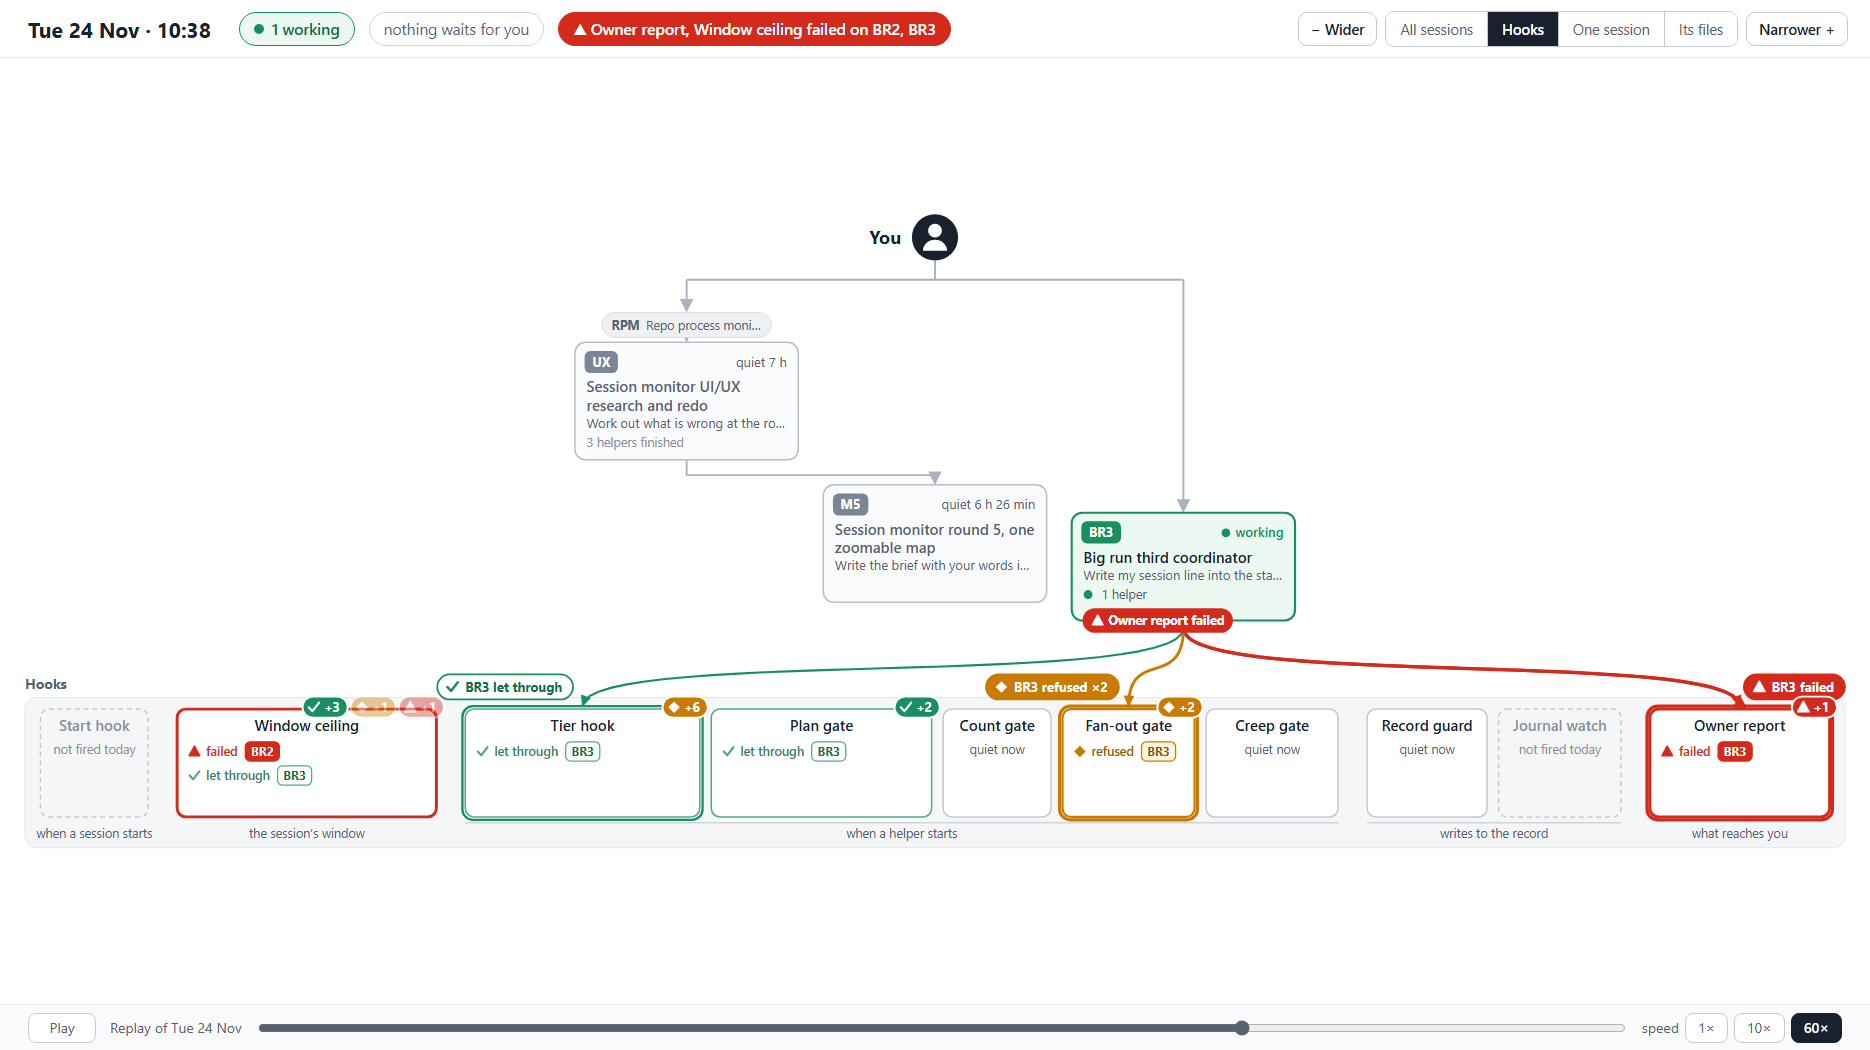 Tue 24 Nov · 10:38
1 working
nothing waits for you
Owner report, Window ceiling failed on BR2, BR3
− Wider
All sessions
Hooks
One session
Its files
Narrower +
You
RPM Repo process moni...
UX
quiet 7 h
Session monitor UI/UX
research and redo
Work out what is wrong at the ro...
3 helpers finished
M5
quiet 6 h 26 min
Session monitor round 5, one
zoomable map
Write the brief with your words i...
BR3
working
Big run third coordinator
Write my session line into the sta...
1 helper
Owner report failed
Hooks
BR3 let through
BR3 refused ×2
BR3 failed
Start hook
not fired today
+3
+1
+1
Window ceiling
failed BR2
let through BR3
+6
Tier hook
let through BR3
+2
Plan gate
let through BR3
Count gate
quiet now
+2
Fan-out gate
refused BR3
Creep gate
quiet now
Record guard
quiet now
Journal watch
not fired today
+1
Owner report
failed BR3
when a session starts
the session's window
when a helper starts
writes to the record
what reaches you
Play
Replay of Tue 24 Nov
speed
1×
10×
60×